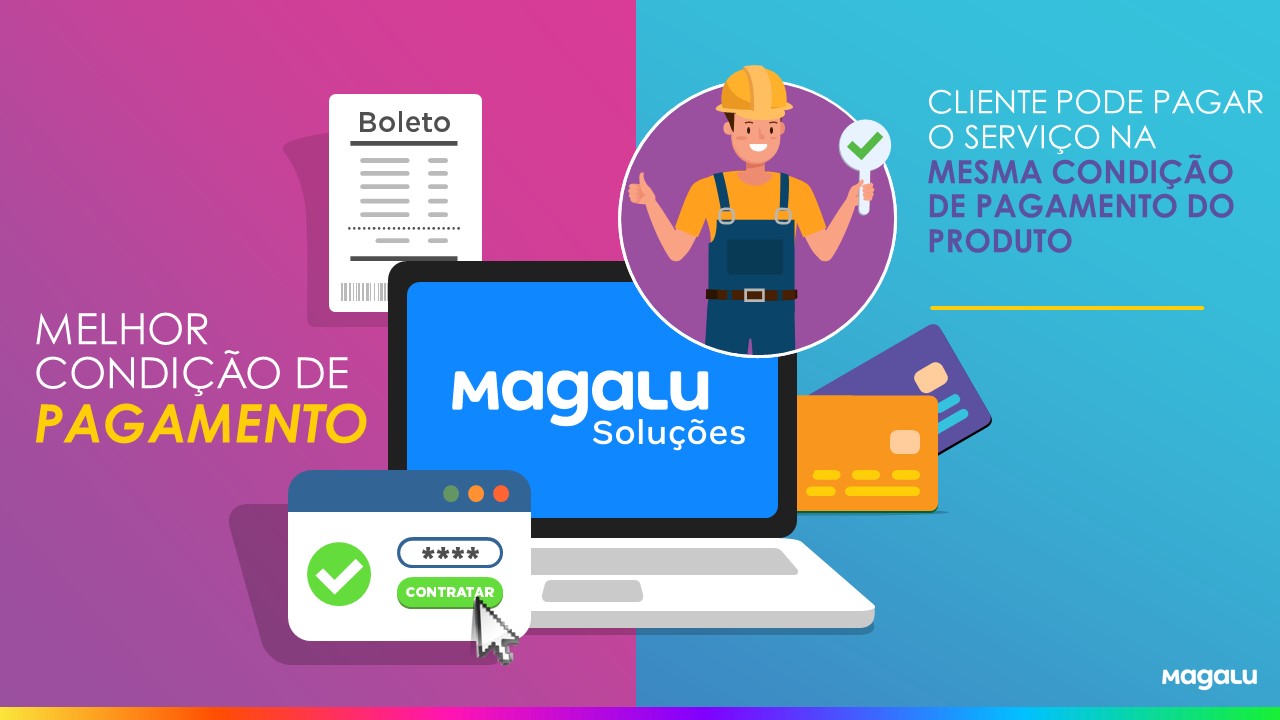 Boleto
MELHOR
CONDIÇÃO DE
PAGAMENTO
CLIENTE PODE PAGAR
O SERVIÇO NA
MESMA CONDIÇÃO
DE PAGAMENTO DO
PRODUTO
Magalu
Soluções
****
CONTRATAR
Magalu